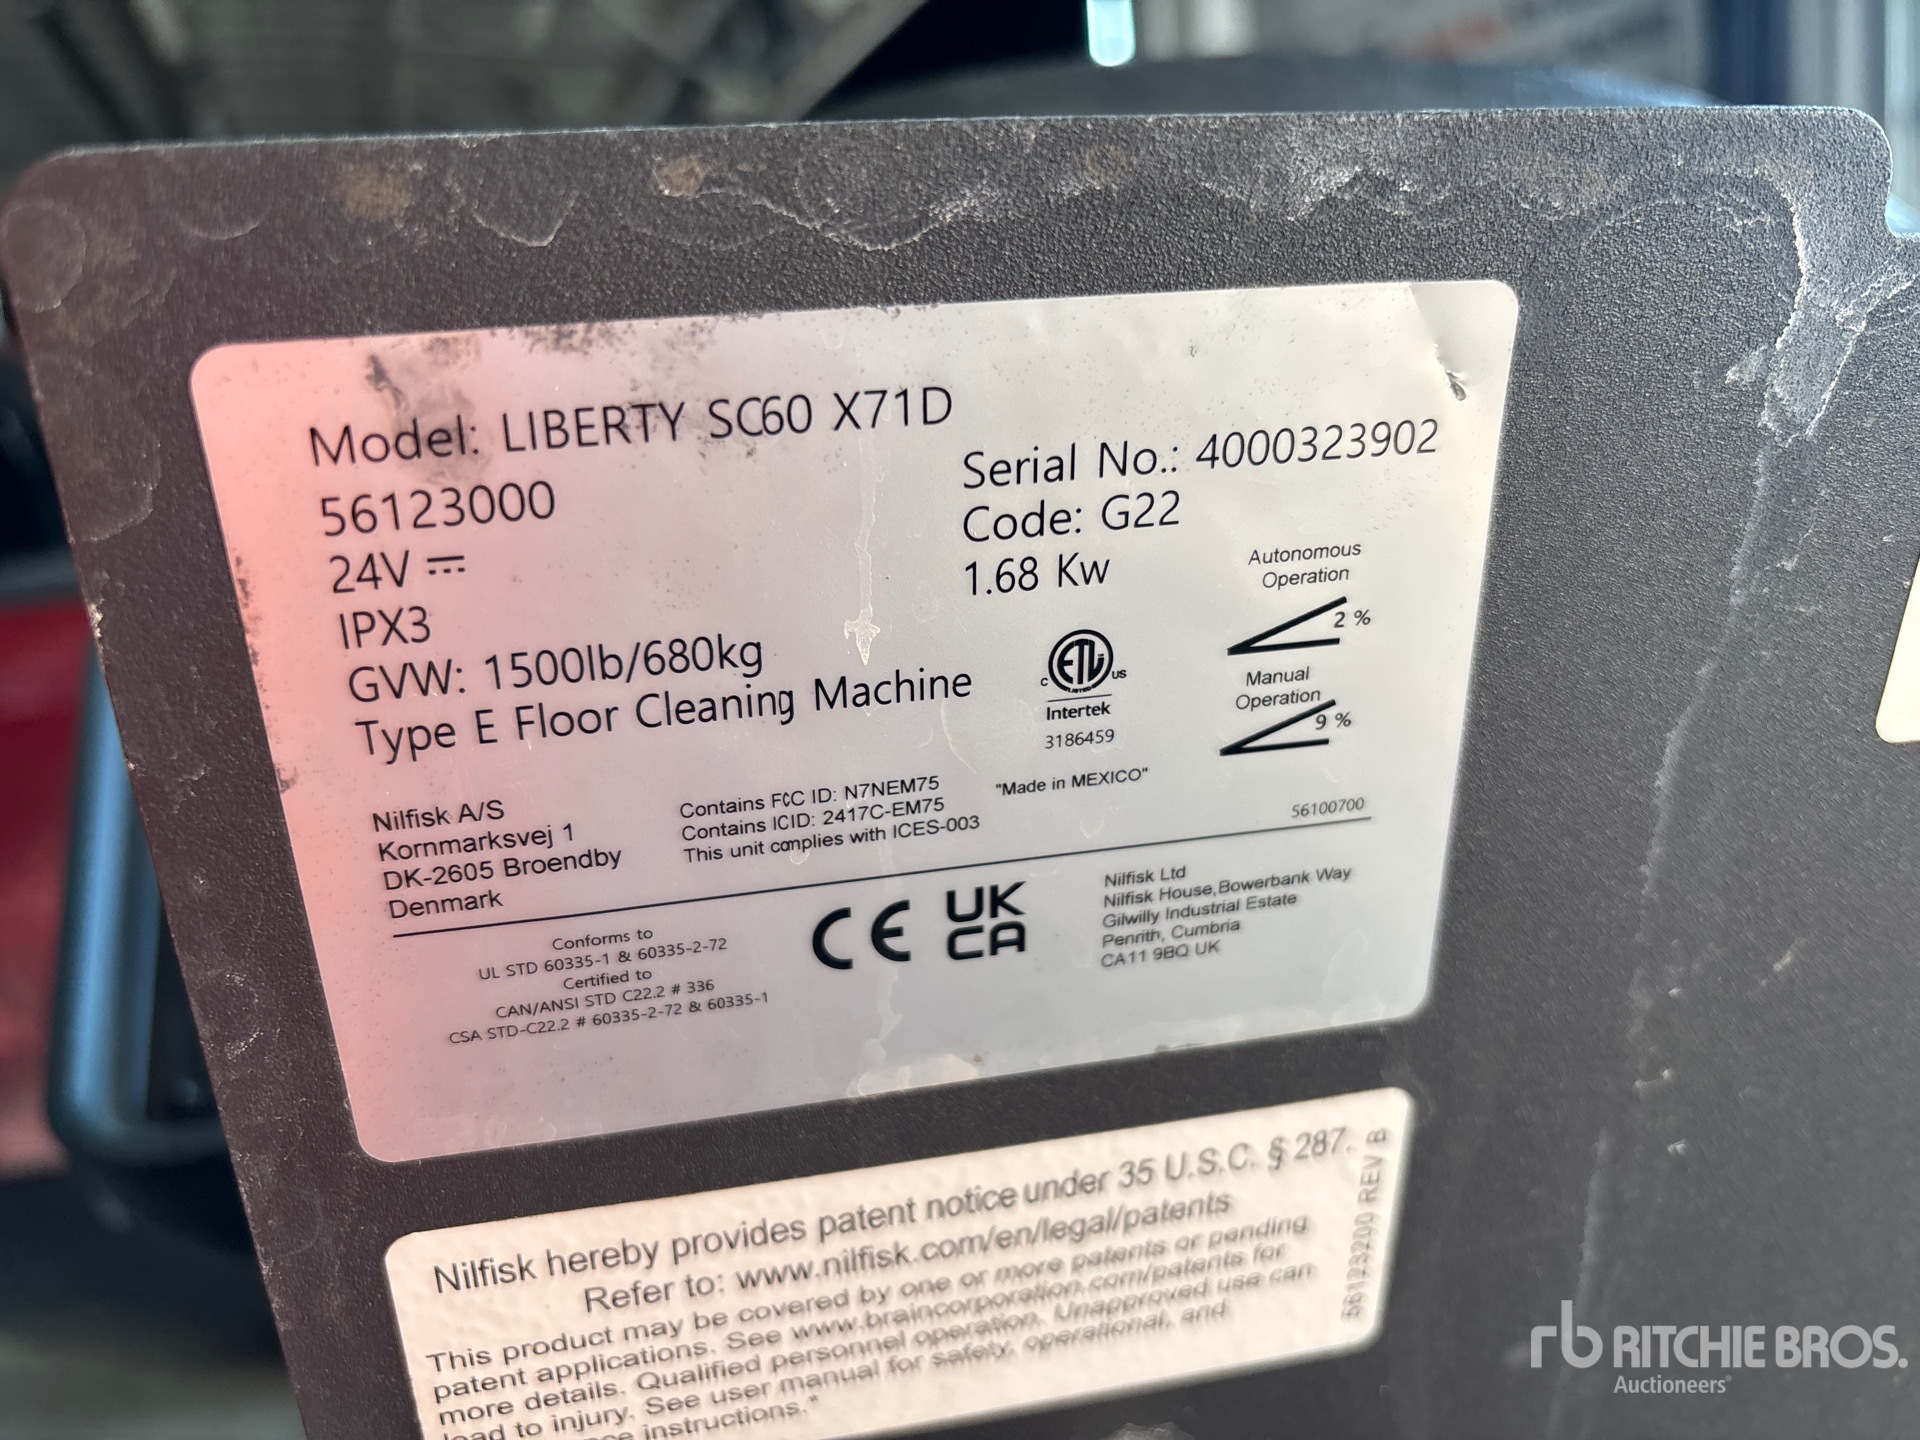 Model: LIBERTY SC60 X71D
56123000
24V
IPX3
GVW: 1500lb/680kg
Type E Floor Cleaning Machine
Serial No.: 4000323902
Code: G22
1.68 Kw
Autonomous
Operation
2 %
Manual
Operation
9 %
C ETL US
LISTED
Intertek
3186459
Nilfisk A/S
Kornmarksvej 1
DK-2605 Broendby
Denmark
Contains FCC ID: N7NEM75
Contains ICID: 2417C-EM75
This unit complies with ICES-003
"Made in MEXICO"
56100700
Conforms to
UL STD 60335-1 & 60335-2-72
Certified to
CAN/ANSI STD C22.2 # 336
CSA STD-C22.2 # 60335-2-72 & 60335-1
CE
UK
CA
Nilfisk Ltd
Nilfisk House,Bowerbank Way
Gilwilly Industrial Estate
Penrith, Cumbria
CA11 9BQ UK
Nilfisk hereby provides patent notice under 35 U.S.C. § 287.
Refer to: www.nilfisk.com/en/legal/patents
This product may be covered by one or more patents or pending
patent applications. See www.braincorporation.com/patents for
more details. Qualified personnel operation. Unapproved use can
lead to injury. See user manual for safety, operational, and
instructions."
56123200 REV B
rb RITCHIE BROS.
Auctioneers